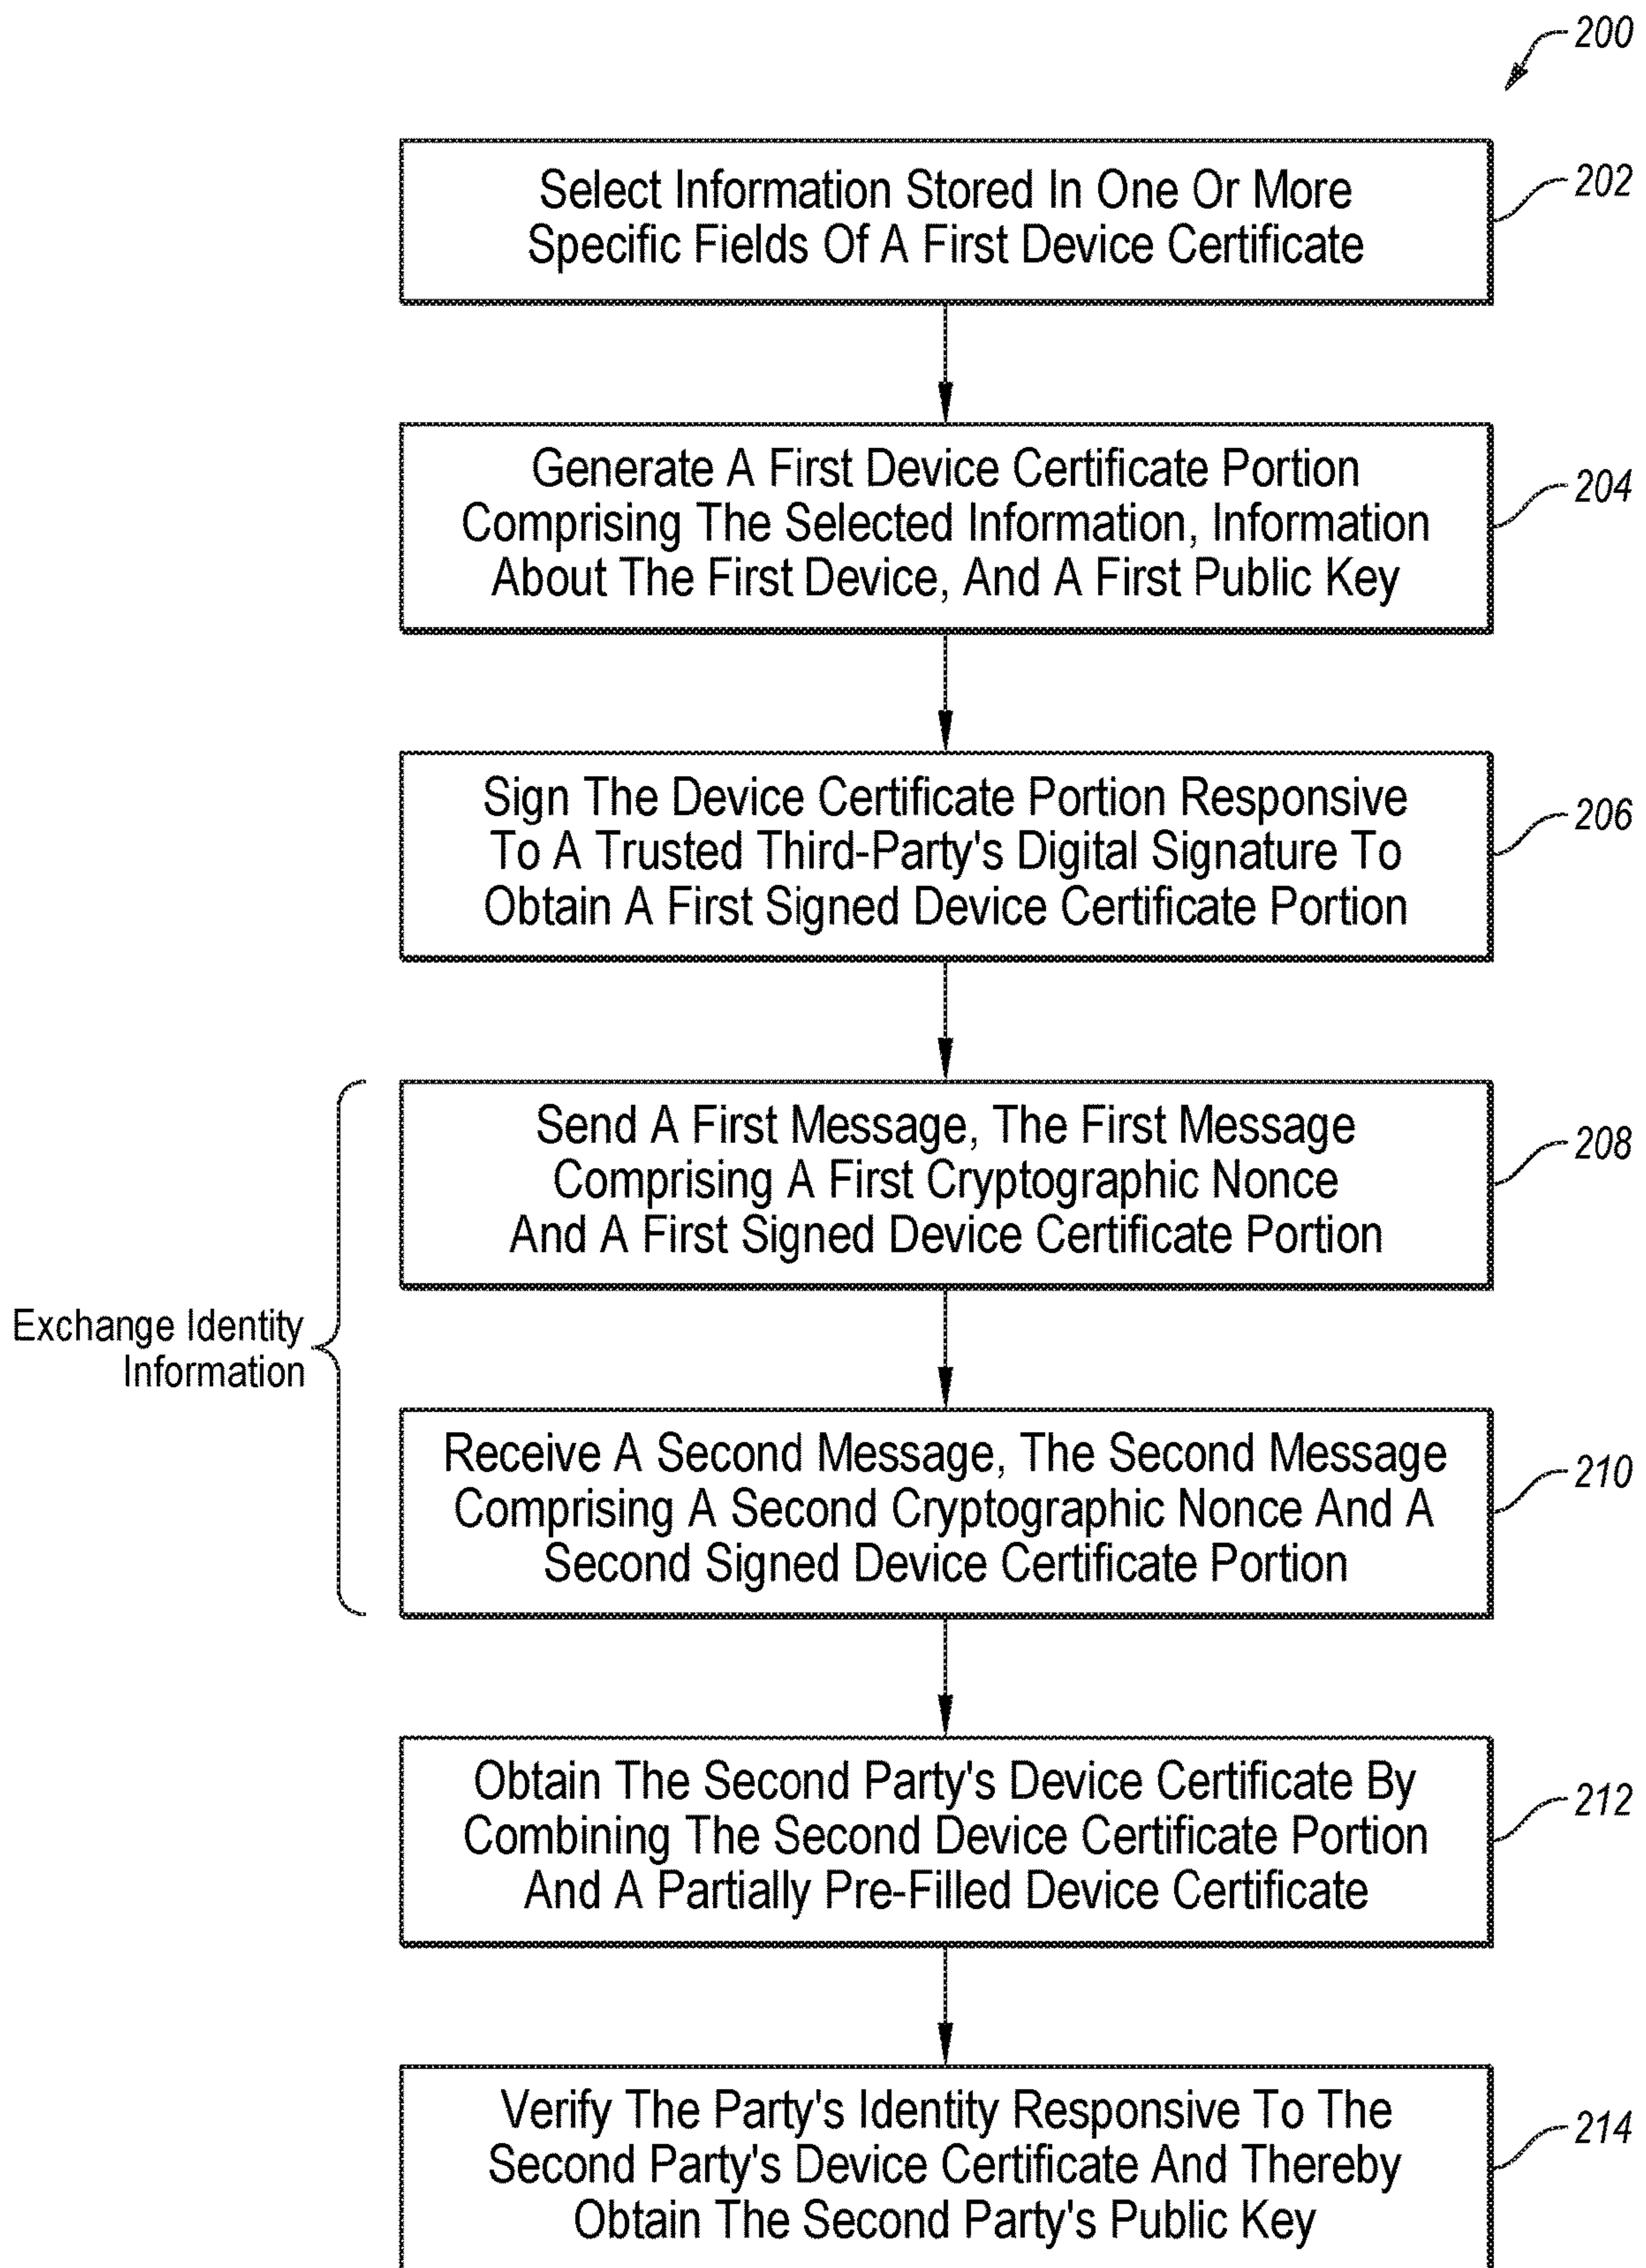 200
Select Information Stored In One Or More
Specific Fields Of A First Device Certificate
202
Generate A First Device Certificate Portion
Comprising The Selected Information, Information
About The First Device, And A First Public Key
204
Sign The Device Certificate Portion Responsive
To A Trusted Third-Party's Digital Signature To
Obtain A First Signed Device Certificate Portion
206
Exchange Identity
Information
Send A First Message, The First Message
Comprising A First Cryptographic Nonce
And A First Signed Device Certificate Portion
208
Receive A Second Message, The Second Message
Comprising A Second Cryptographic Nonce And A
Second Signed Device Certificate Portion
210
Obtain The Second Party's Device Certificate By
Combining The Second Device Certificate Portion
And A Partially Pre-Filled Device Certificate
212
Verify The Party's Identity Responsive To The
Second Party's Device Certificate And Thereby
Obtain The Second Party's Public Key
214